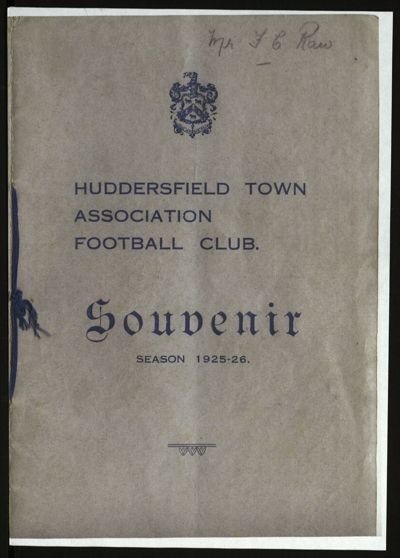 Mr F C Raw
HUDDERSFIELD TOWN
ASSOCIATION
FOOTBALL CLUB.
Souvenir
SEASON 1925-26.